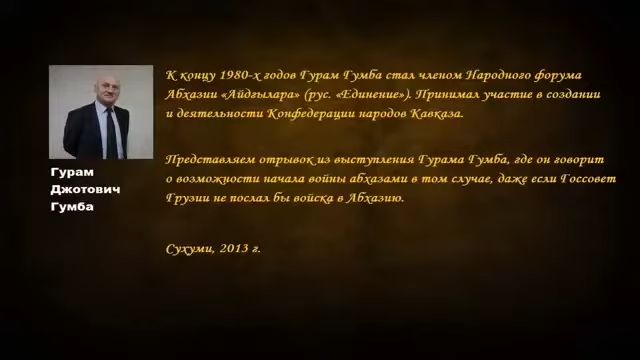 К концу 1980-х годов Гурам Гумба стал членом Народного форума
Абхазии «Айдгылара» (рус. «Единение»). Принимал участие в создании
и деятельности Конфедерации народов Кавказа.
Гурам
Джотович
Гумба
Представляем отрывок из выступления Гурама Гумба, где он говорит
о возможности начала войны абхазами в том случае, даже если Госсовет
Грузии не послал бы войска в Абхазию.
Сухуми, 2013 г.